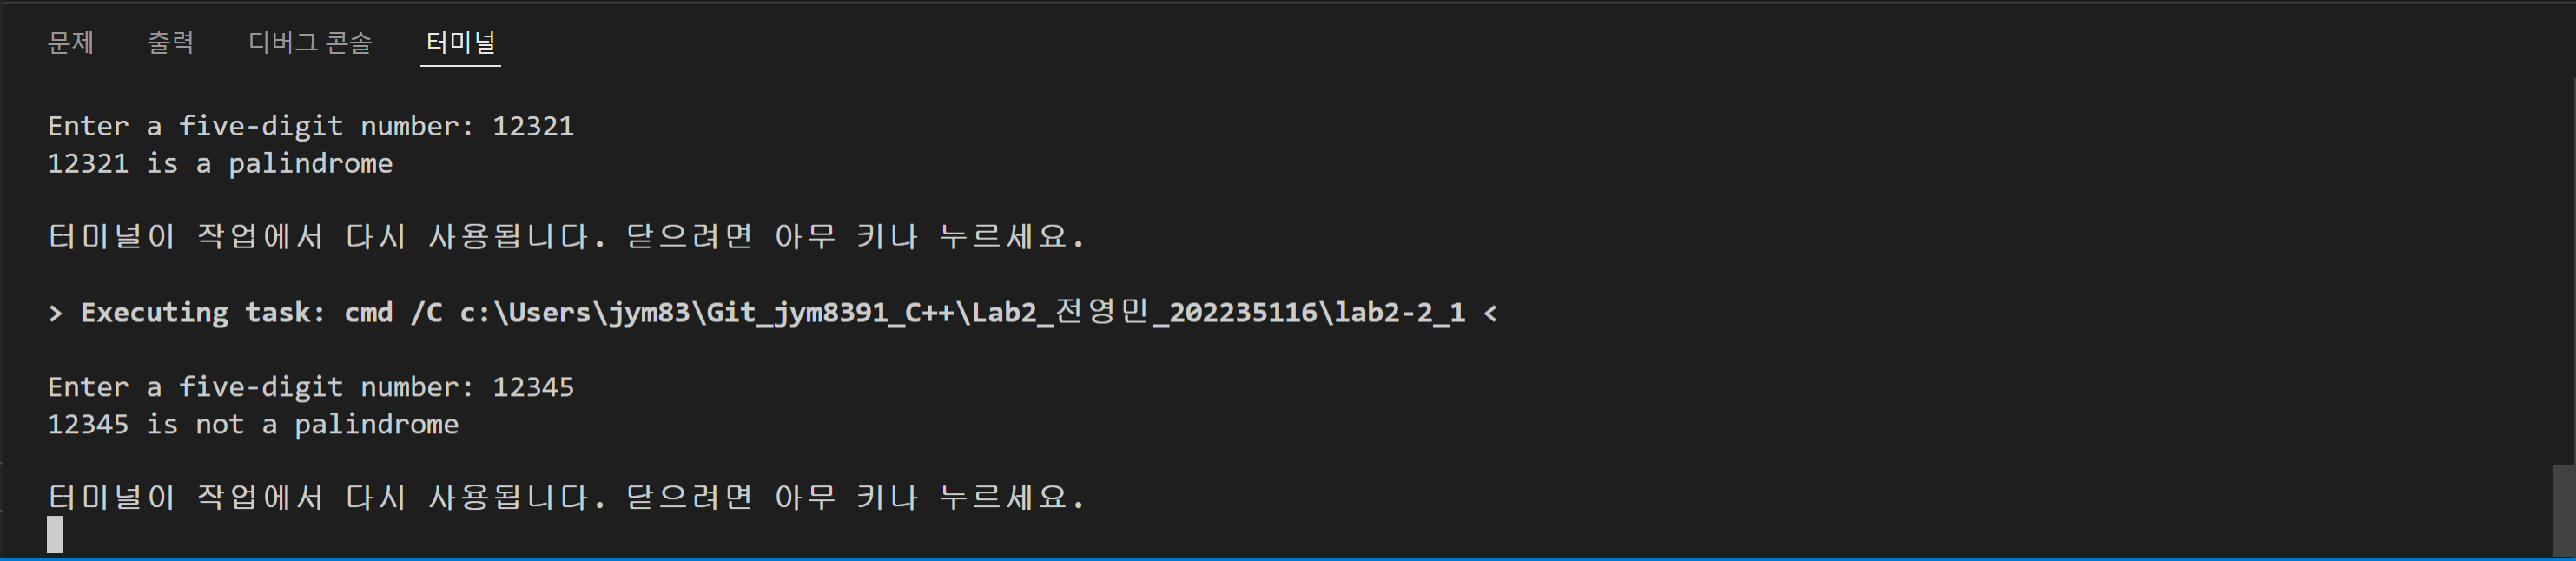 문제 출력 디버그 콘솔 터미널
Enter a five-digit number: 12321
12321 is a palindrome
터미널이 작업에서 다시 사용됩니다. 닫으려면 아무 키나 누르세요.
> Executing task: cmd /C c:\Users\jym83\Git_jym8391_C++\Lab2_전영민_202235116\lab2-2_1 <
Enter a five-digit number: 12345
12345 is not a palindrome
터미널이 작업에서 다시 사용됩니다. 닫으려면 아무 키나 누르세요.